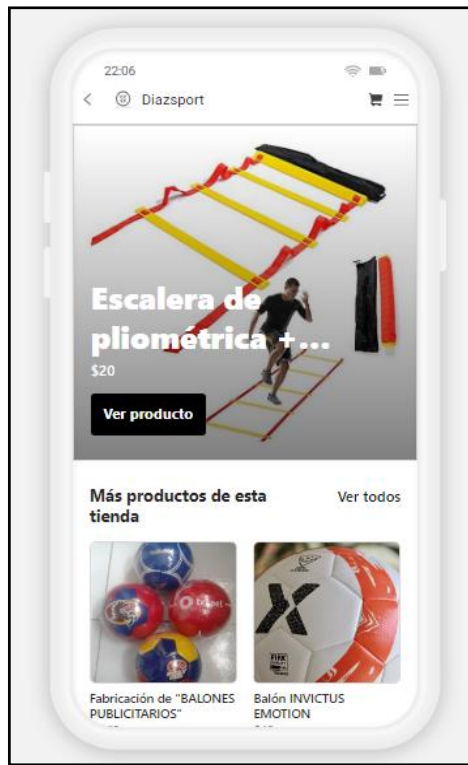 22:06
Diazsport
Escalera de
pliométrica +...
$20
Ver producto
Más productos de esta
tienda
Ver todos
Fabricación de "BALONES
PUBLICITARIOS"
Balón INVICTUS
EMOTION